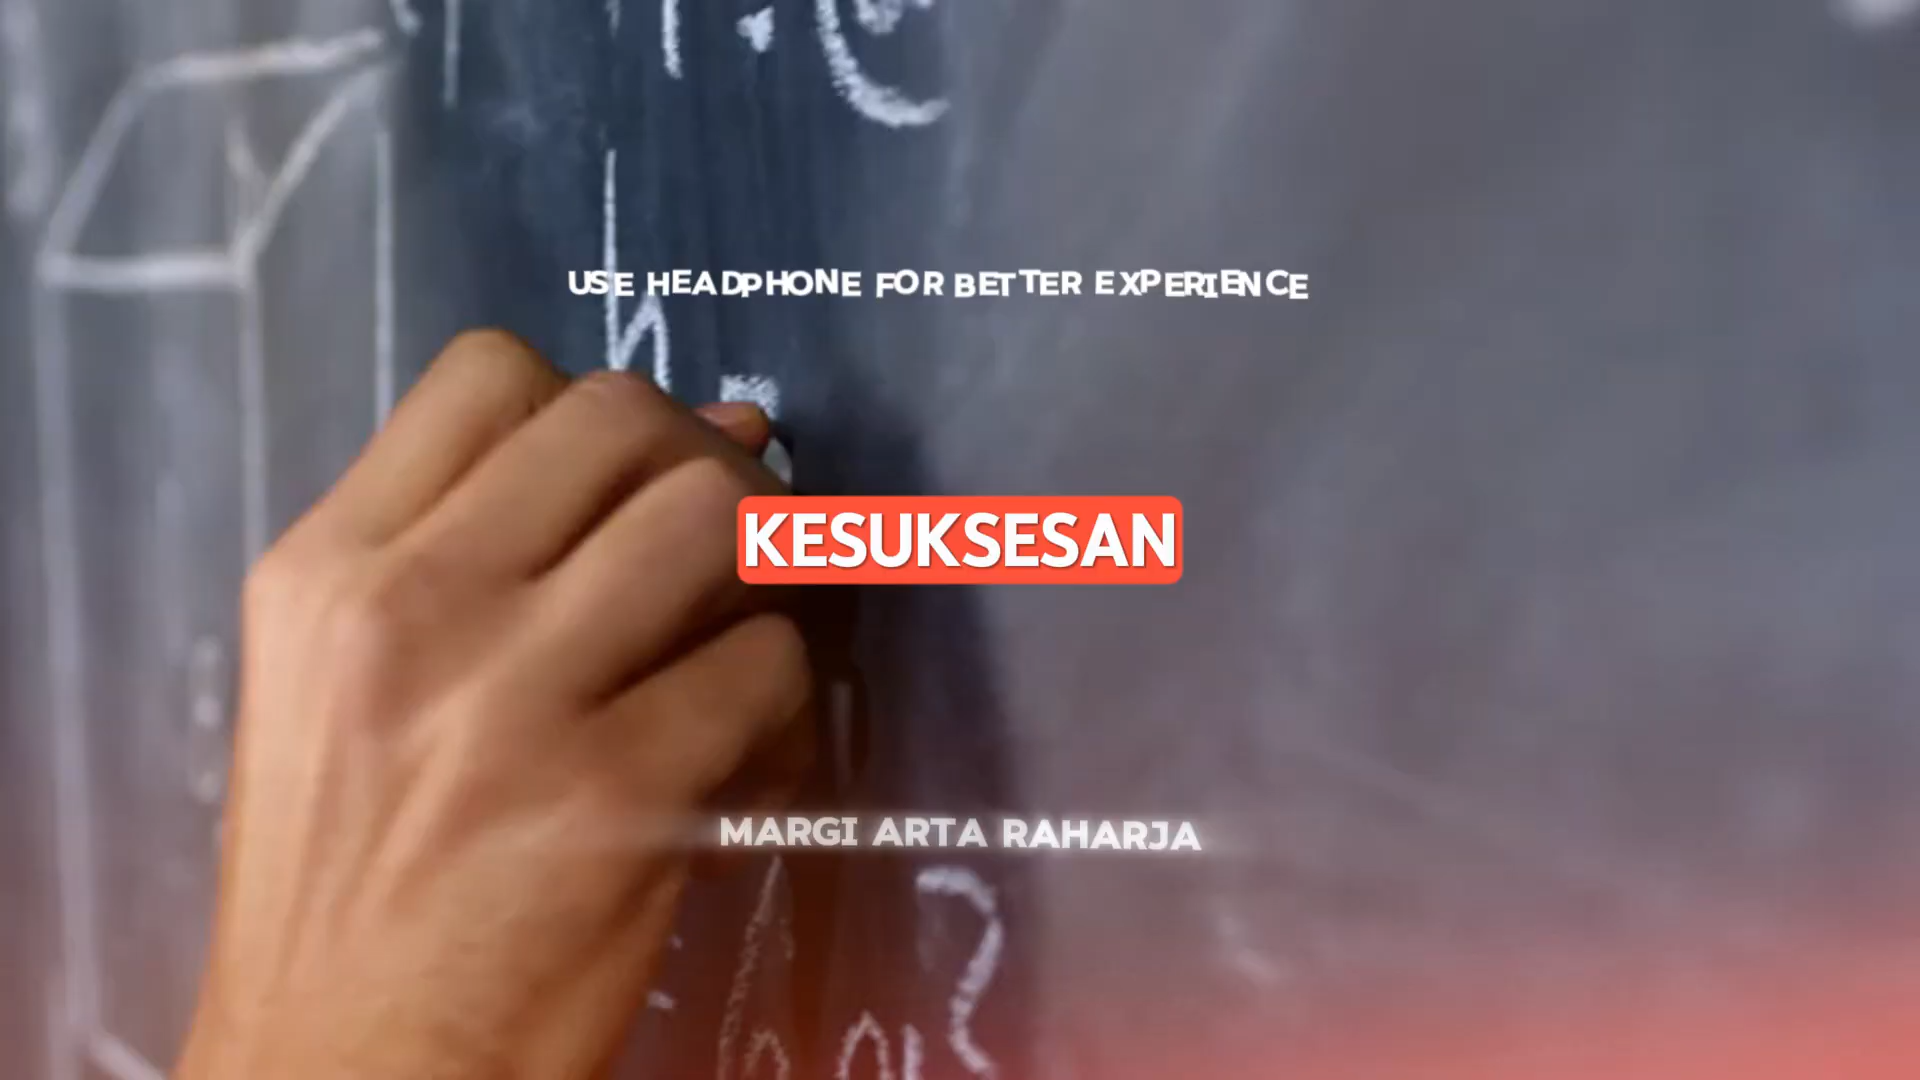 USE HEADPHONE FOR BETTER EXPERIENCE
KESUKSESAN
MARGI ARTA RAHARJA